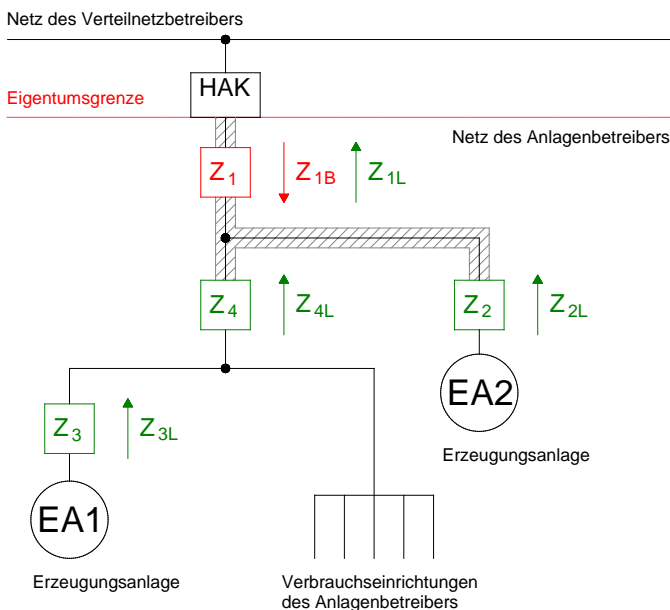 Netz des Verteilnetzbetreibers
HAK
Eigentumsgrenze
Netz des Anlagenbetreibers
Z1 Z1B Z1L
Z4 Z4L Z2 Z2L
EA2
Z3 Z3L
Erzeugungsanlage
EA1
Erzeugungsanlage
Verbrauchseinrichtungen
des Anlagenbetreibers